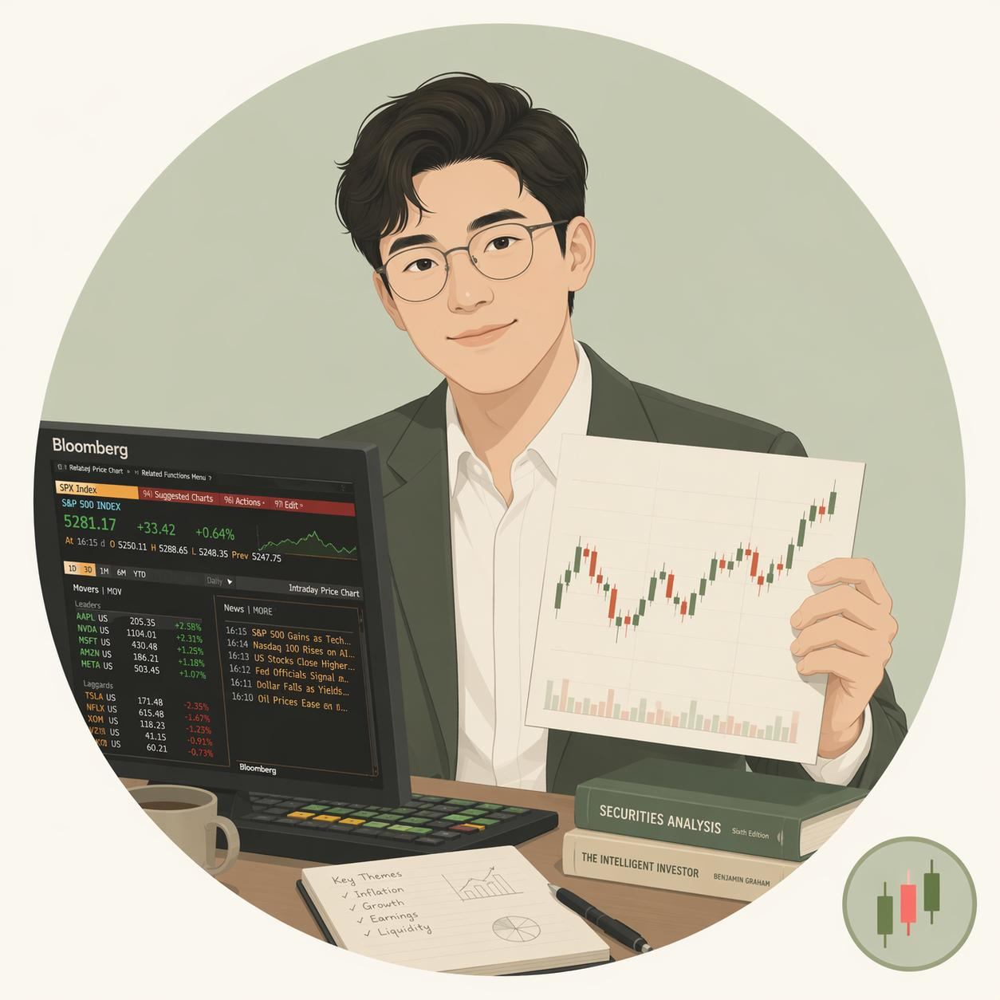 Bloomberg
Related Price Chart Related Functions Menu ?
SPX Index 94) Suggested Charts 96) Actions 97) Edit
S&P 500 INDEX
5281.17 +33.42 +0.64%
At 16:15 d O 5250.11 H 5288.65 L 5248.35 Prev 5247.75
1D 3D 1M 6M YTD Daily
Intraday Price Chart
Movers | MOV
Leaders
AAPL US 205.35 +2.58%
NVDA US 1104.01 +2.31%
MSFT US 430.48 +1.25%
AMZN US 186.21 +1.18%
META US 503.45 +1.07%
Laggards
TSLA US 171.48 -2.35%
NFLX US 615.48 -1.67%
XOM US 118.23 -1.23%
US 41.15 -0.91%
US 60.21 -0.73%
News | MORE
16:15 S&P 500 Gains as Tech...
16:14 Nasdaq 100 Rises on AI...
16:13 US Stocks Close Higher...
16:12 Fed Officials Signal
16:11 Dollar Falls as Yields...
16:10 Oil Prices Ease
Bloomberg
SECURITIES ANALYSIS Sixth Edition
THE INTELLIGENT INVESTOR BENJAMIN GRAHAM
Key Themes
✓ Inflation
✓ Growth
✓ Earnings
✓ Liquidity